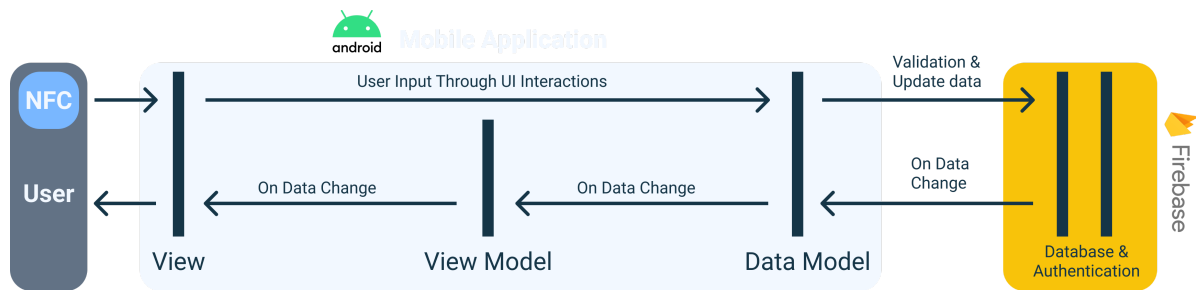 android
Mobile Application
NFC
User
User Input Through UI Interactions
On Data Change
On Data Change
View
View Model
Data Model
Validation &
Update data
On Data
Change
Database &
Authentication
Firebase